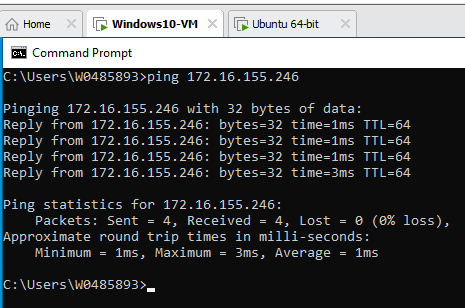 Home Windows10-VM Ubuntu 64-bit
Command Prompt
C:\Users\W0485893>ping 172.16.155.246
Pinging 172.16.155.246 with 32 bytes of data:
Reply from 172.16.155.246: bytes=32 time=1ms TTL=64
Reply from 172.16.155.246: bytes=32 time=1ms TTL=64
Reply from 172.16.155.246: bytes=32 time=1ms TTL=64
Reply from 172.16.155.246: bytes=32 time=3ms TTL=64
Ping statistics for 172.16.155.246:
    Packets: Sent = 4, Received = 4, Lost = 0 (0% loss),
Approximate round trip times in milli-seconds:
    Minimum = 1ms, Maximum = 3ms, Average = 1ms
C:\Users\W0485893>